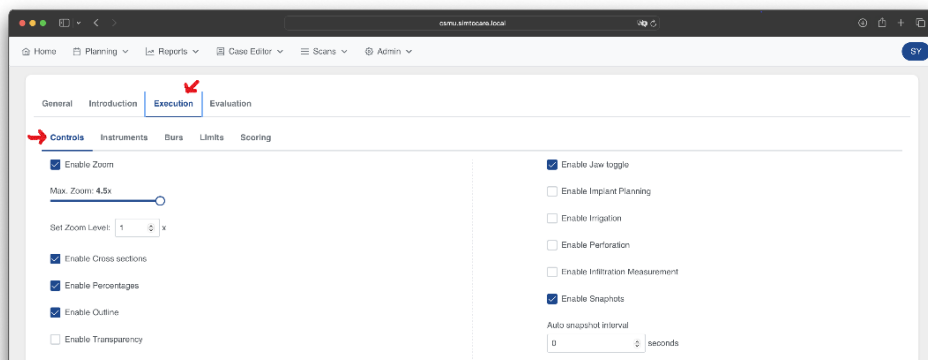 csmu.simtocare.local
Home Planning Reports Case Editor Scans Admin SY
General Introduction Execution Evaluation
Controls Instruments Burs Limits Scoring
Enable Zoom
Max. Zoom: 4.5x
Set Zoom Level: 1 x
Enable Cross sections
Enable Percentages
Enable Outline
Enable Transparency
Enable Jaw toggle
Enable Implant Planning
Enable Irrigation
Enable Perforation
Enable Infiltration Measurement
Enable Snaphots
Auto snapshot interval
0 seconds